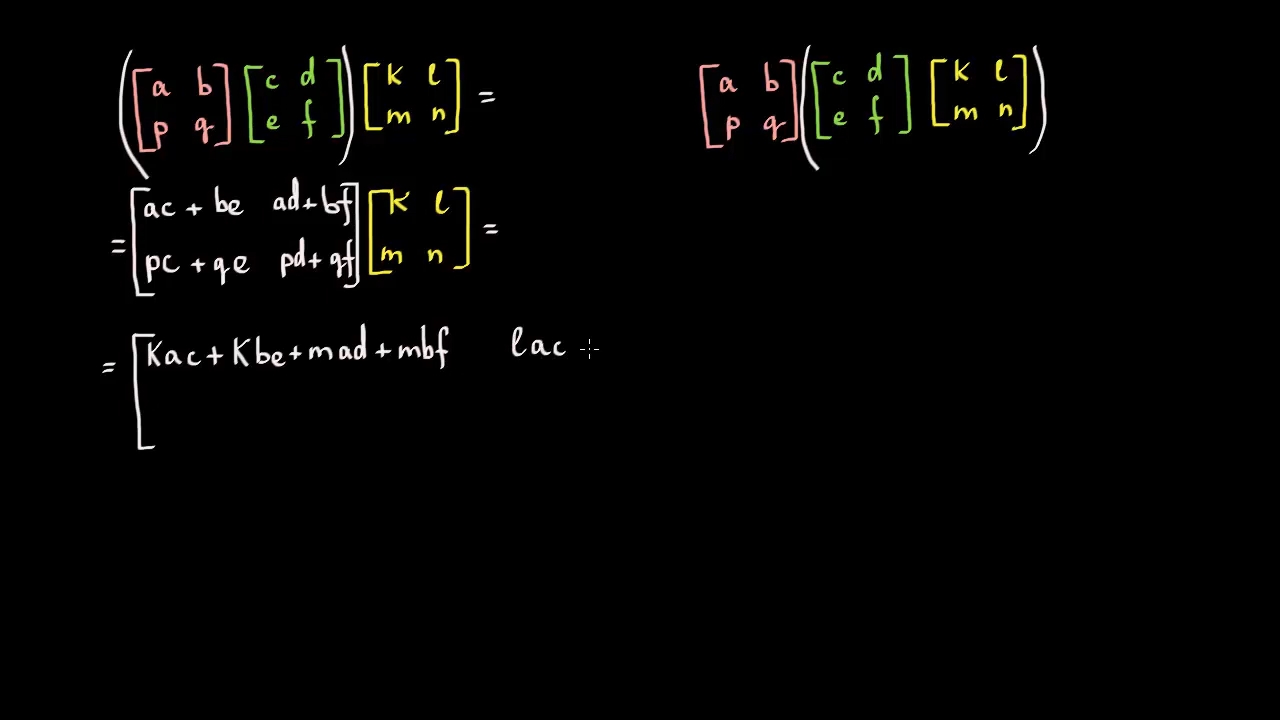 ([a b] [c d]) [k l] =
([p q] [e f]) [m n]
[a b] ([c d] [k l])
[p q] ([e f] [m n])
= [ac + be ad + bf] [k l] =
[pc + qe pd + qf] [m n]
= [Kac + Kbe + mad + mbf lac +